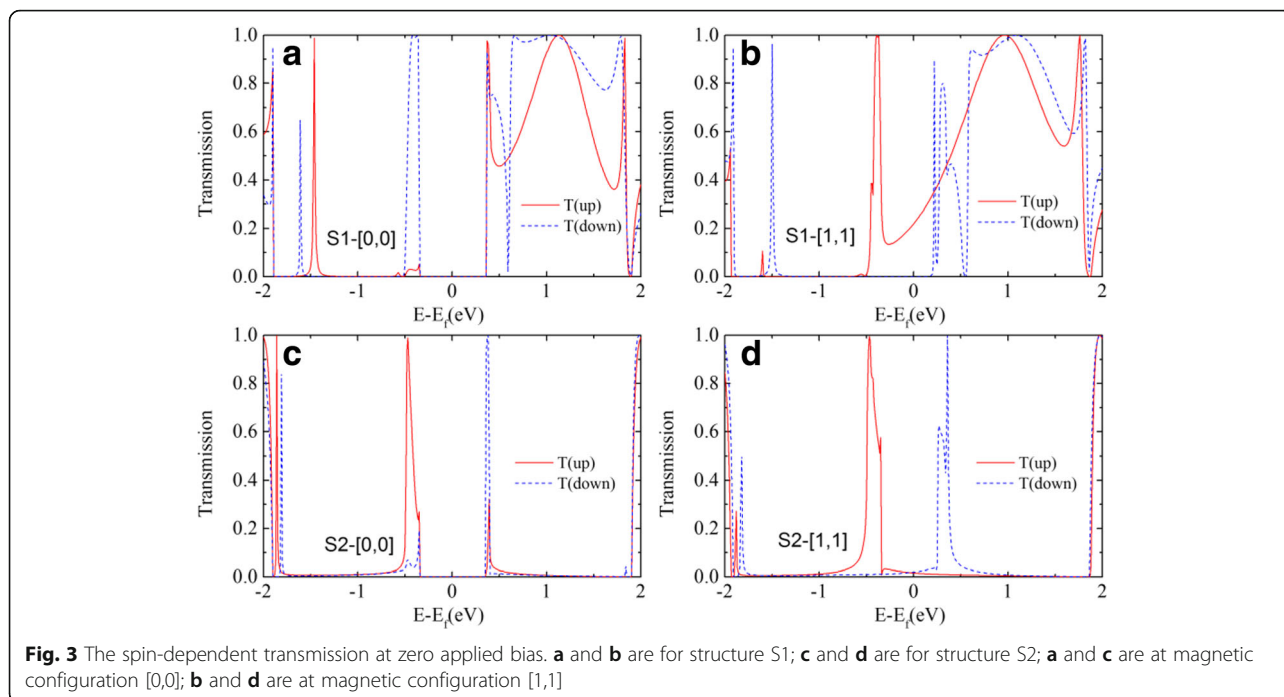 a
1.0
0.8
0.6
0.4
0.2
0.0
Transmission
T(up)
T(down)
S1-[0,0]
-2 -1 0 1 2
E-E_f(eV)
b
1.0
0.8
0.6
0.4
0.2
0.0
Transmission
T(up)
T(down)
S1-[1,1]
-2 -1 0 1 2
E-E_f(eV)
c
1.0
0.8
0.6
0.4
0.2
0.0
Transmission
T(up)
T(down)
S2-[0,0]
-2 -1 0 1 2
E-E_f(eV)
d
1.0
0.8
0.6
0.4
0.2
0.0
Transmission
T(up)
T(down)
S2-[1,1]
-2 -1 0 1 2
E-E_f(eV)
Fig. 3 The spin-dependent transmission at zero applied bias. a and b are for structure S1; c and d are for structure S2; a and c are at magnetic
configuration [0,0]; b and d are at magnetic configuration [1,1]